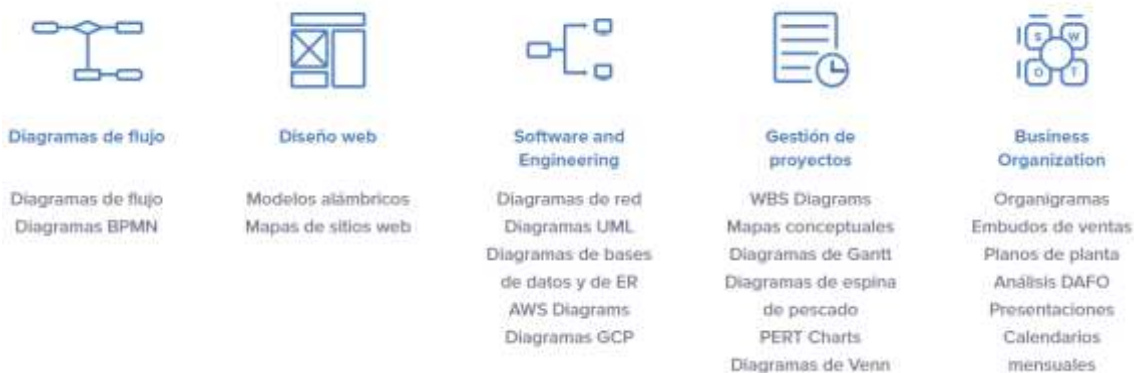 S W
O T
Diagramas de flujo
Diagramas de flujo
Diagramas BPMN
Diseño web
Modelos alámbricos
Mapas de sitios web
Software and
Engineering
Diagramas de red
Diagramas UML
Diagramas de bases
de datos y de ER
AWS Diagrams
Diagramas GCP
Gestión de
proyectos
WBS Diagrams
Mapas conceptuales
Diagramas de Gantt
Diagramas de espina
de pescado
PERT Charts
Diagramas de Venn
Business
Organization
Organigramas
Embudos de ventas
Planos de planta
Análisis DAFO
Presentaciones
Calendarios
mensuales